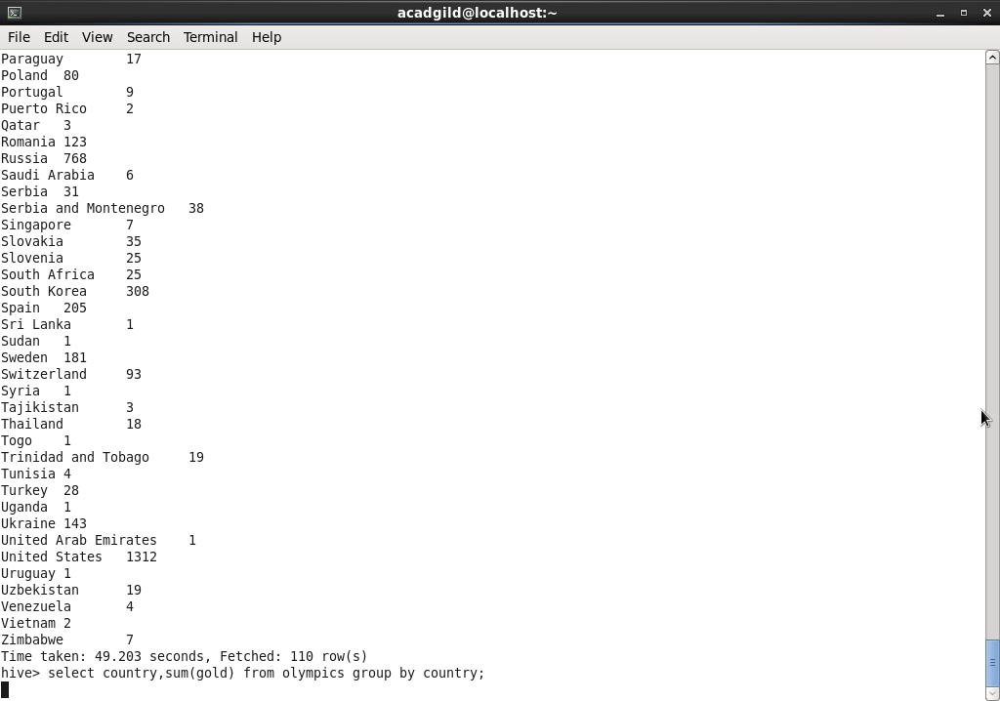 acadgild@localhost:~
File Edit View Search Terminal Help
Paraguay 17
Poland 80
Portugal 9
Puerto Rico 2
Qatar 3
Romania 123
Russia 768
Saudi Arabia 6
Serbia 31
Serbia and Montenegro 38
Singapore 7
Slovakia 35
Slovenia 25
South Africa 25
South Korea 308
Spain 205
Sri Lanka 1
Sudan 1
Sweden 181
Switzerland 93
Syria 1
Tajikistan 3
Thailand 18
Togo 1
Trinidad and Tobago 19
Tunisia 4
Turkey 28
Uganda 1
Ukraine 143
United Arab Emirates 1
United States 1312
Uruguay 1
Uzbekistan 19
Venezuela 4
Vietnam 2
Zimbabwe 7
Time taken: 49.203 seconds, Fetched: 110 row(s)
hive> select country,sum(gold) from olympics group by country;